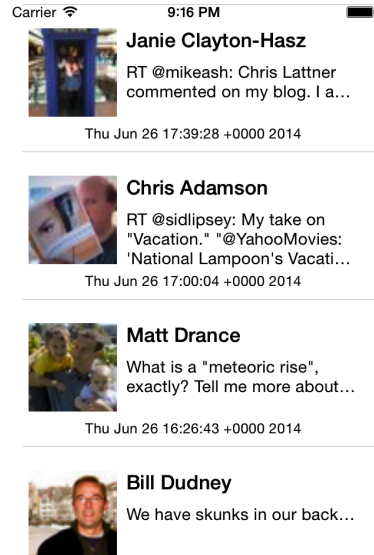 Carrier 9:16 PM
Janie Clayton-Hasz
RT @mikeash: Chris Lattner
commented on my blog. I a…
Thu Jun 26 17:39:28 +0000 2014
Chris Adamson
RT @sidlipsey: My take on
"Vacation." "@YahooMovies:
'National Lampoon's Vacati…
Thu Jun 26 17:00:04 +0000 2014
Matt Drance
What is a "meteoric rise",
exactly? Tell me more about…
Thu Jun 26 16:26:43 +0000 2014
Bill Dudney
We have skunks in our back…